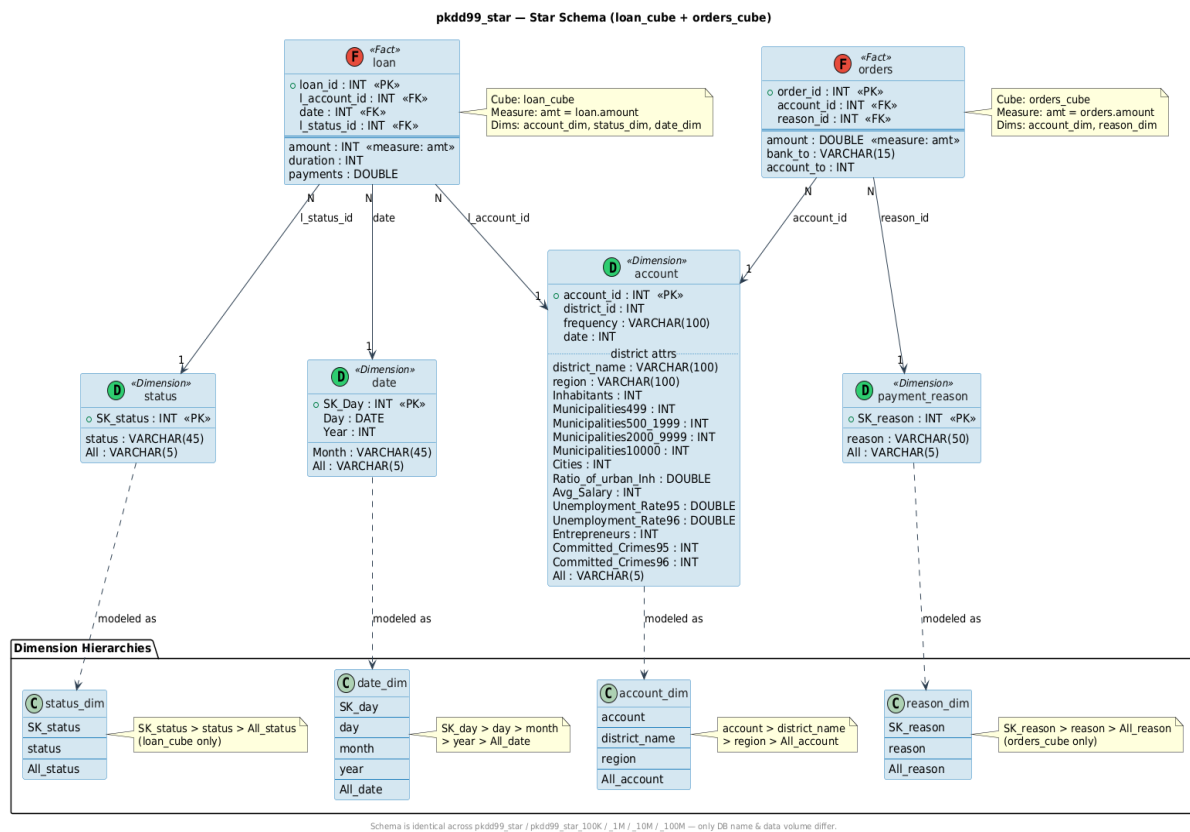 pkdd99_star — Star Schema (loan_cube + orders_cube)
F
«Fact»
loan
loan_id : INT «PK»
l_account_id : INT «FK»
date : INT «FK»
l_status_id : INT «FK»
amount : INT «measure: amt»
duration : INT
payments : DOUBLE
Cube: loan_cube
Measure: amt = loan.amount
Dims: account_dim, status_dim, date_dim
F
«Fact»
orders
order_id : INT «PK»
account_id : INT «FK»
reason_id : INT «FK»
amount : DOUBLE «measure: amt»
bank_to : VARCHAR(15)
account_to : INT
Cube: orders_cube
Measure: amt = orders.amount
Dims: account_dim, reason_dim
N
N
N
N
N
l_status_id
date
l_account_id
account_id
reason_id
1
1
1
1
1
D
«Dimension»
status
SK_status : INT «PK»
status : VARCHAR(45)
All : VARCHAR(5)
D
«Dimension»
date
SK_Day : INT «PK»
Day : DATE
Year : INT
Month : VARCHAR(45)
All : VARCHAR(5)
D
«Dimension»
account
account_id : INT «PK»
district_id : INT
frequency : VARCHAR(100)
date : INT
district attrs
district_name : VARCHAR(100)
region : VARCHAR(100)
Inhabitants : INT
Municipalities499 : INT
Municipalities500_1999 : INT
Municipalities2000_9999 : INT
Municipalities10000 : INT
Cities : INT
Ratio_of_urban_Inh : DOUBLE
Avg_Salary : INT
Unemployment_Rate95 : DOUBLE
Unemployment_Rate96 : DOUBLE
Entrepreneurs : INT
Committed_Crimes95 : INT
Committed_Crimes96 : INT
All : VARCHAR(5)
D
«Dimension»
payment_reason
SK_reason : INT «PK»
reason : VARCHAR(50)
All : VARCHAR(5)
modeled as
modeled as
modeled as
modeled as
Dimension Hierarchies
C
status_dim
SK_status
status
All_status
SK_status > status > All_status
(loan_cube only)
C
date_dim
SK_day
day
month
year
All_date
SK_day > day > month
> year > All_date
C
account_dim
account
district_name
region
All_account
account > district_name
> region > All_account
C
reason_dim
SK_reason
reason
All_reason
SK_reason > reason > All_reason
(orders_cube only)
Schema is identical across pkdd99_star / pkdd99_star_100K / _1M / _10M / _100M — only DB name & data volume differ.